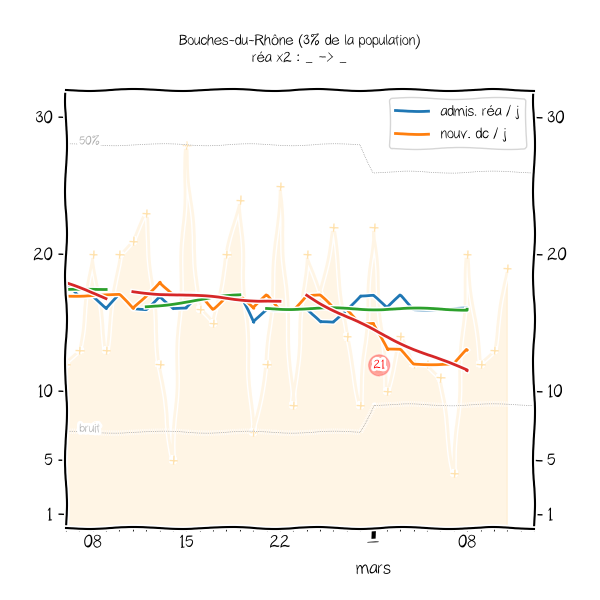 Bouches-du-Rhône (3% de la population)
réa x2 : _ -> _
admis. réa / j
nouv. dc / j
50%
bruit
21
30
20
10
5
1
30
20
10
5
1
08
15
22
1
08
mars